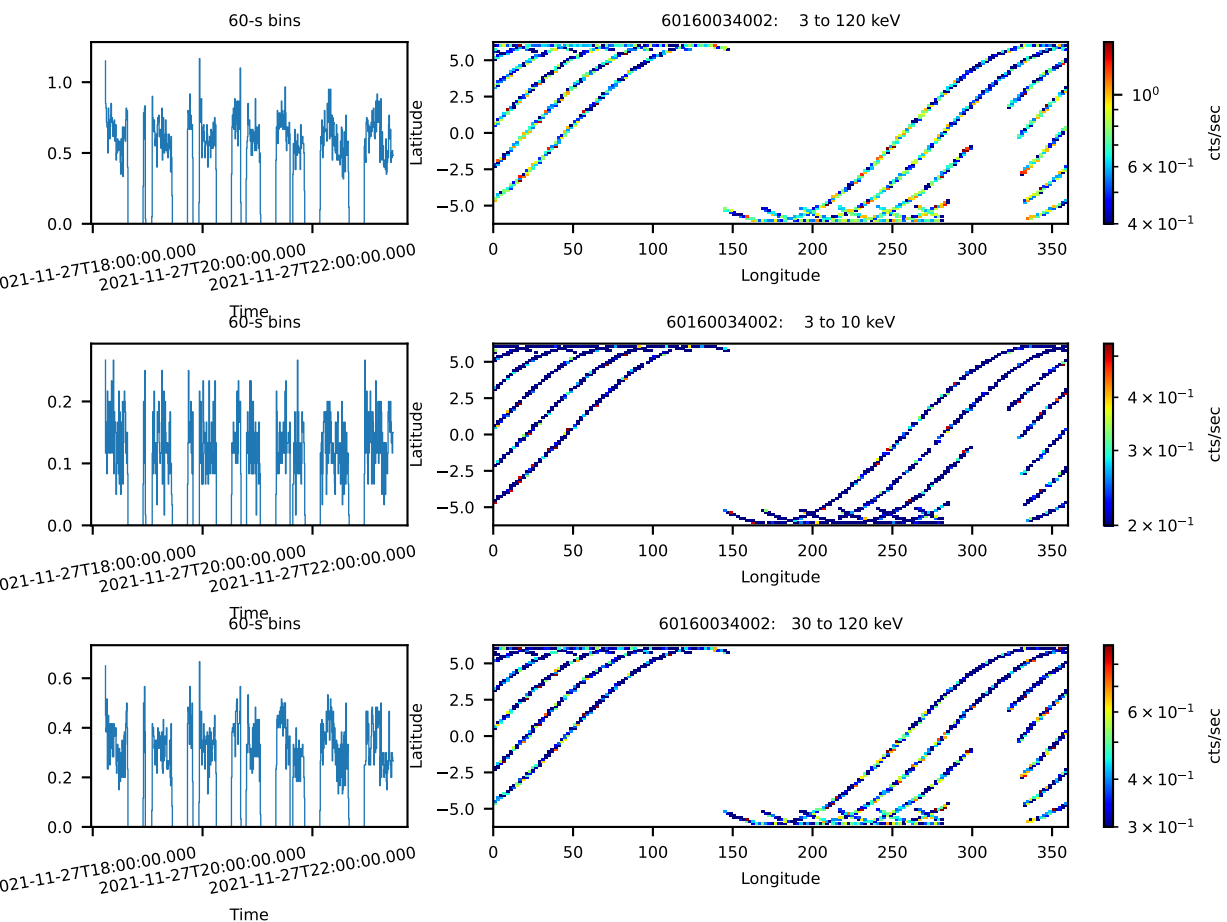 60-s bins
60160034002: 3 to 120 keV
1.0
0.5
0.0
Latitude
5.0
2.5
0.0
−2.5
−5.0
10⁰
6 × 10⁻¹
4 × 10⁻¹
cts/sec
0 50 100 150 200 250 300 350
021-11-27T18:00:00.000
2021-11-27T20:00:00.000
2021-11-27T22:00:00.000
Longitude
Time
60-s bins
60160034002: 3 to 10 keV
0.2
0.1
0.0
Latitude
5.0
2.5
0.0
−2.5
−5.0
4 × 10⁻¹
3 × 10⁻¹
2 × 10⁻¹
cts/sec
0 50 100 150 200 250 300 350
021-11-27T18:00:00.000
2021-11-27T20:00:00.000
2021-11-27T22:00:00.000
Longitude
Time
60-s bins
60160034002: 30 to 120 keV
0.6
0.4
0.2
0.0
Latitude
5.0
2.5
0.0
−2.5
−5.0
6 × 10⁻¹
4 × 10⁻¹
3 × 10⁻¹
cts/sec
0 50 100 150 200 250 300 350
021-11-27T18:00:00.000
2021-11-27T20:00:00.000
2021-11-27T22:00:00.000
Longitude
Time